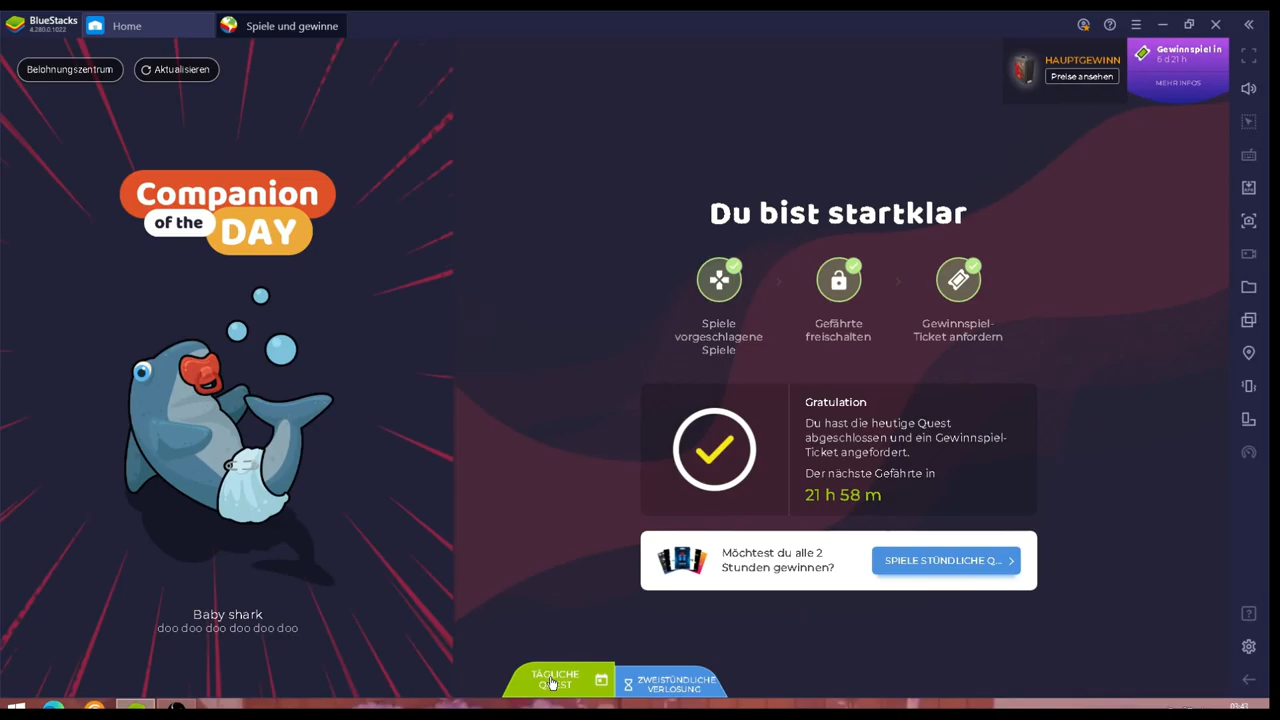 BlueStacks
4.280.0.1022
Home
Spiele und gewinne
Belohnungszentrum
Aktualisieren
HAUPTGEWINN
Preise ansehen
Gewinnspiel in
6 d 21 h
MEHR INFOS
Companion
of the
DAY
Du bist startklar
Spiele
vorgeschlagene
Spiele
Gefährte
freischalten
Gewinnspiel-
Ticket anfordern
Gratulation
Du hast die heutige Quest
abgeschlossen und ein Gewinnspiel-
Ticket angefordert.
Der nächste Gefährte in
21 h 58 m
Möchtest du alle 2
Stunden gewinnen?
SPIELE STÜNDLICHE Q...
Baby shark
doo doo doo doo doo doo
TÄGLICHE
QUEST
ZWEISTÜNDLICHE
VERLOSUNG
03:43